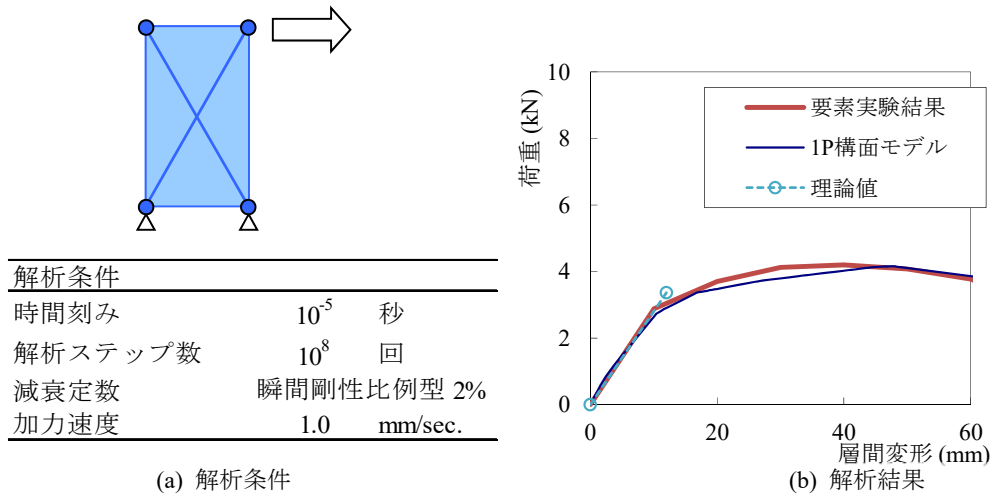 解析条件
時間刻み 10-5 秒
解析ステップ数 108 回
減衰定数 瞬間剛性比例型 2%
加力速度 1.0 mm/sec.
(a) 解析条件
荷重 (kN)
10
8
6
4
2
0
要素実験結果
1P構面モデル
理論値
0 20 40 60
層間変形 (mm)
(b) 解析結果